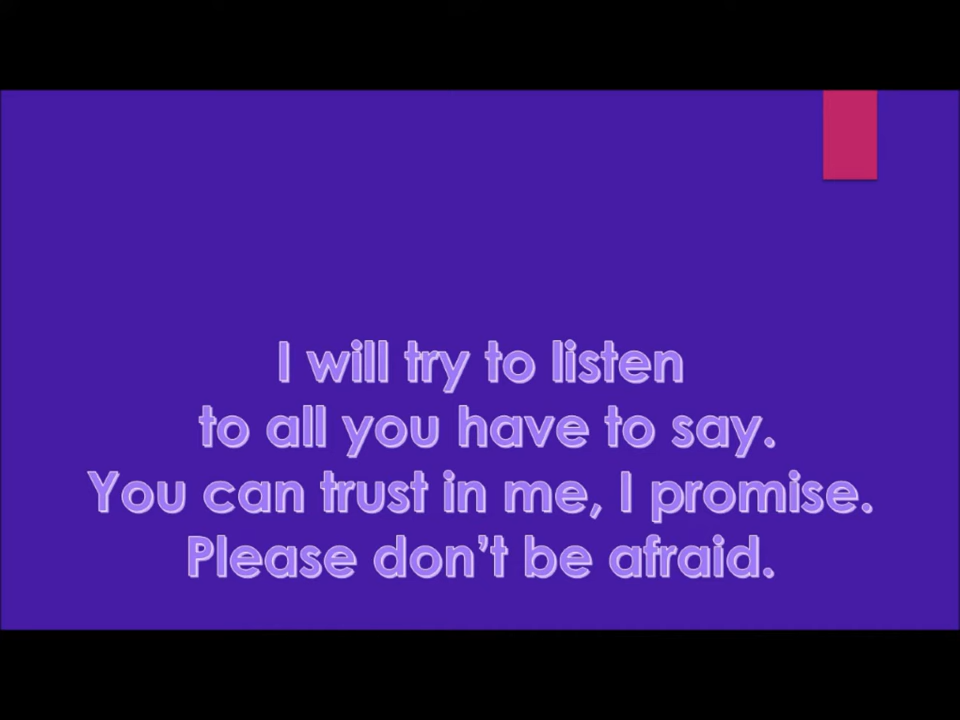 I will try to listen
to all you have to say.
You can trust in me, I promise.
Please don’t be afraid.